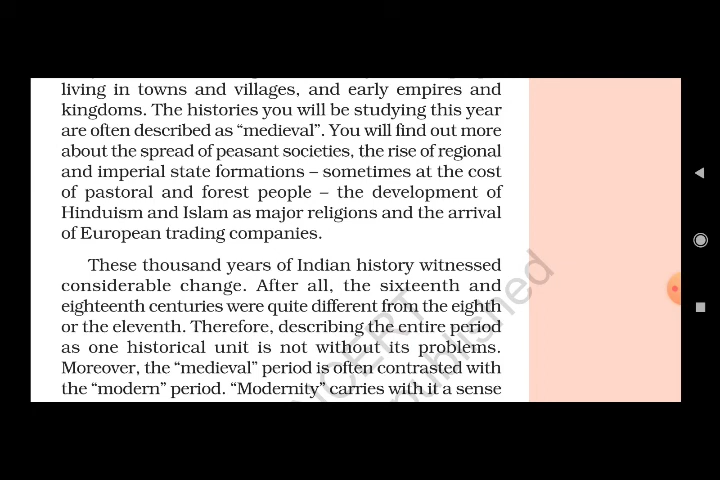 living in towns and villages, and early empires and
kingdoms. The histories you will be studying this year
are often described as “medieval”. You will find out more
about the spread of peasant societies, the rise of regional
and imperial state formations – sometimes at the cost
of pastoral and forest people – the development of
Hinduism and Islam as major religions and the arrival
of European trading companies.
These thousand years of Indian history witnessed
considerable change. After all, the sixteenth and
eighteenth centuries were quite different from the eighth
or the eleventh. Therefore, describing the entire period
as one historical unit is not without its problems.
Moreover, the “medieval” period is often contrasted with
the “modern” period. “Modernity” carries with it a sense
NCERT
published